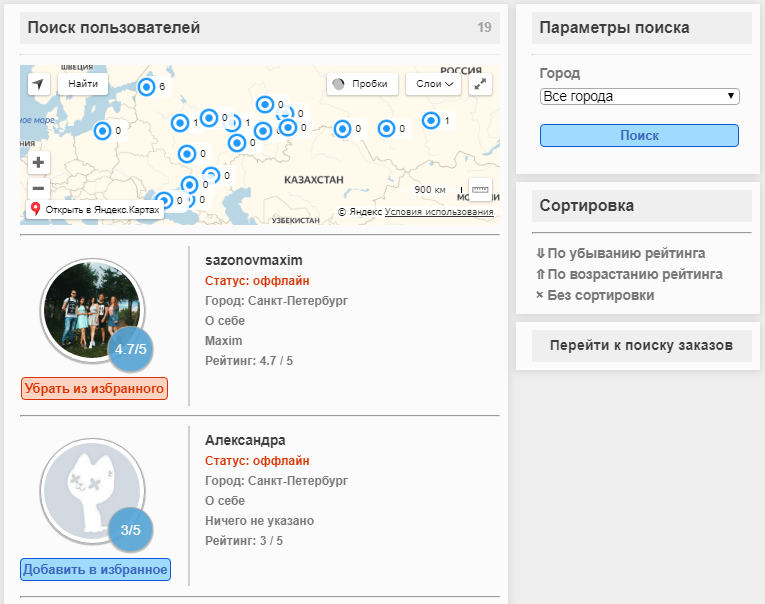 Поиск пользователей
19
ШВЕЦИЯ
РОССИЯ
Найти
6
Пробки
Слои
0
0
0
1
0
1
0
0
0
0
1
0
0
0
0
0
0
КАЗАХСТАН
900 км
Открыть в Яндекс.Картах
© Яндекс Условия использования
УЗБЕКИСТАН
sazonovmaxim
Статус: оффлайн
Город: Санкт-Петербург
О себе
Maxim
Рейтинг: 4.7 / 5
4.7/5
Убрать из избранного
Александра
Статус: оффлайн
Город: Санкт-Петербург
О себе
Ничего не указано
Рейтинг: 3 / 5
3/5
Добавить в избранное
Параметры поиска
Город
Все города
Поиск
Сортировка
⇓ По убыванию рейтинга
⇑ По возрастанию рейтинга
× Без сортировки
Перейти к поиску заказов